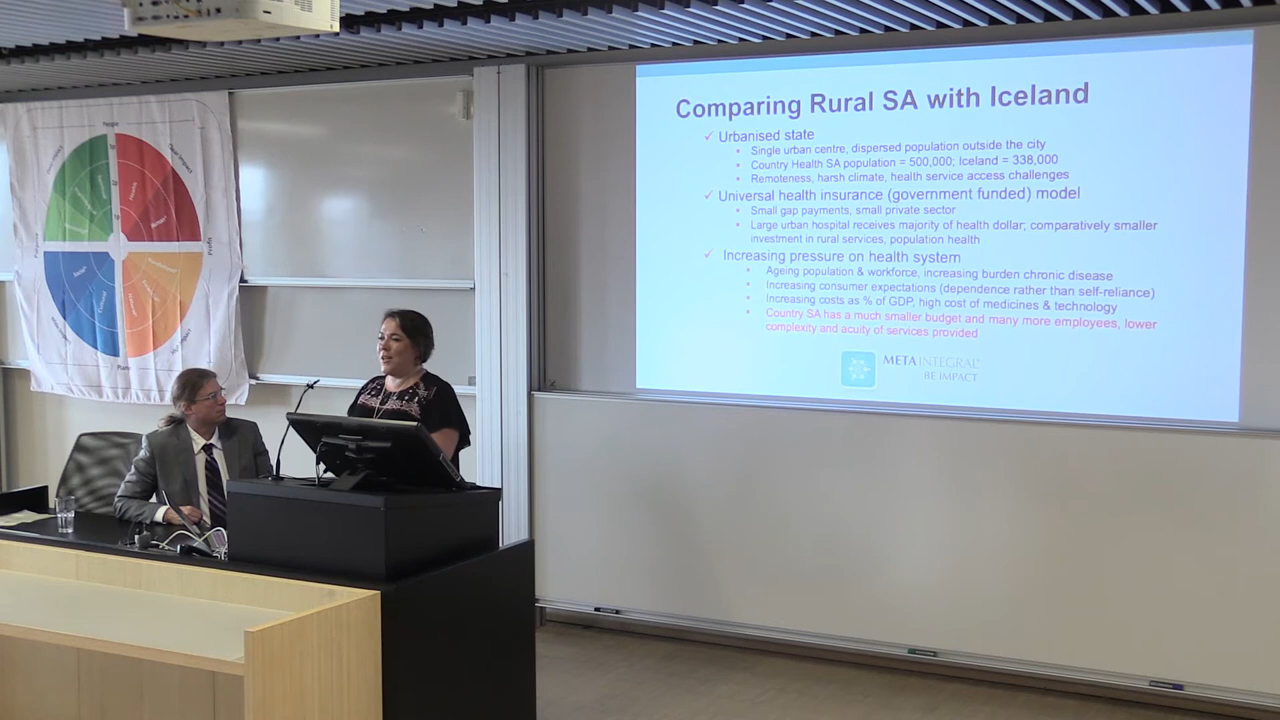 Comparing Rural SA with Iceland
✓ Urbanised state
▪ Single urban centre, dispersed population outside the city
▪ Country Health SA population = 500,000; Iceland = 338,000
▪ Remoteness, harsh climate, health service access challenges
✓ Universal health insurance (government funded) model
▪ Small gap payments, small private sector
▪ Large urban hospital receives majority of health dollar; comparatively smaller
investment in rural services, population health
✓ Increasing pressure on health system
▪ Ageing population & workforce, increasing burden chronic disease
▪ Increasing consumer expectations (dependence rather than self-reliance)
▪ Increasing costs as % of GDP, high cost of medicines & technology
▪ Country SA has a much smaller budget and many more employees, lower
complexity and acuity of services provided
METAINTEGRAL
BE IMPACT
People